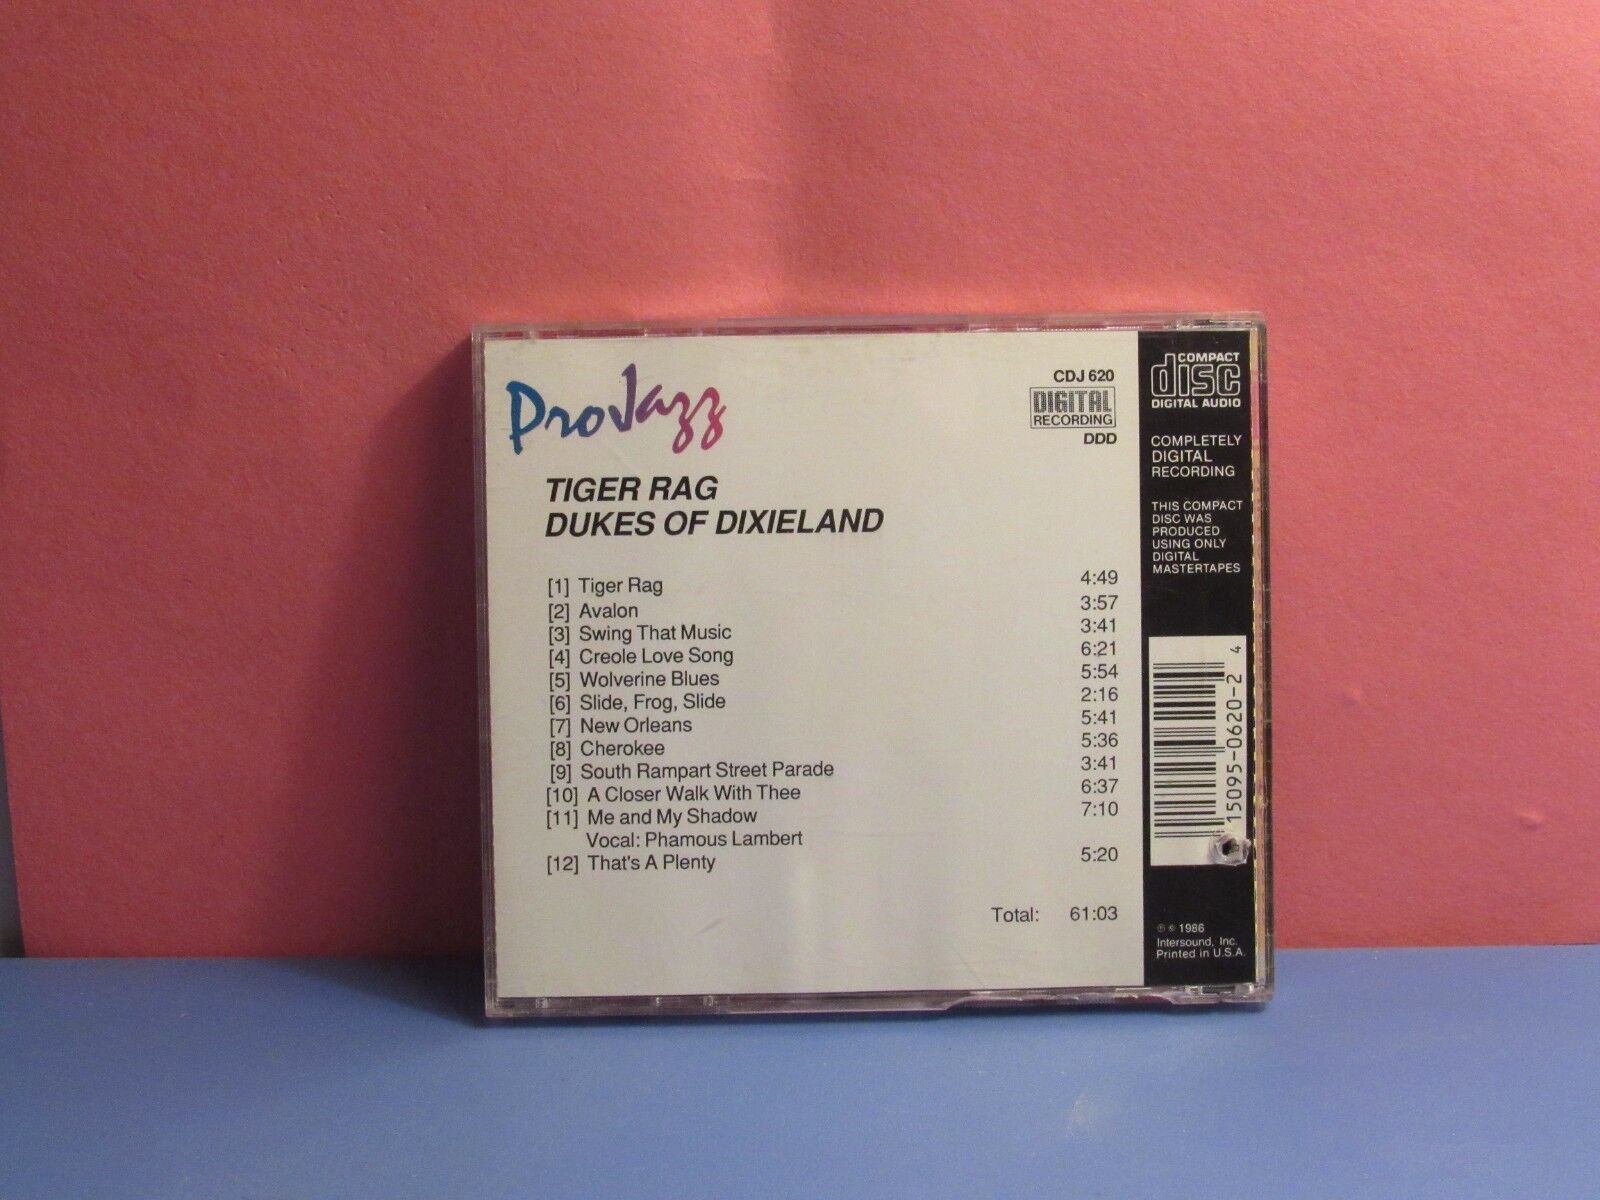 ProJazz
CDJ 620
DIGITAL
RECORDING
DDD
TIGER RAG
DUKES OF DIXIELAND
[1] Tiger Rag 4:49
[2] Avalon 3:57
[3] Swing That Music 3:41
[4] Creole Love Song 6:21
[5] Wolverine Blues 5:54
[6] Slide, Frog, Slide 2:16
[7] New Orleans 5:41
[8] Cherokee 5:36
[9] South Rampart Street Parade 3:41
[10] A Closer Walk With Thee 6:37
[11] Me and My Shadow 7:10
Vocal: Phamous Lambert
[12] That's A Plenty 5:20
Total: 61:03
COMPACT
disc
DIGITAL AUDIO
COMPLETELY
DIGITAL
RECORDING
THIS COMPACT
DISC WAS
PRODUCED
USING ONLY
DIGITAL
MASTERTAPES
15095-0620-2 4
℗ © 1986
Intersound, Inc.
Printed in U.S.A.